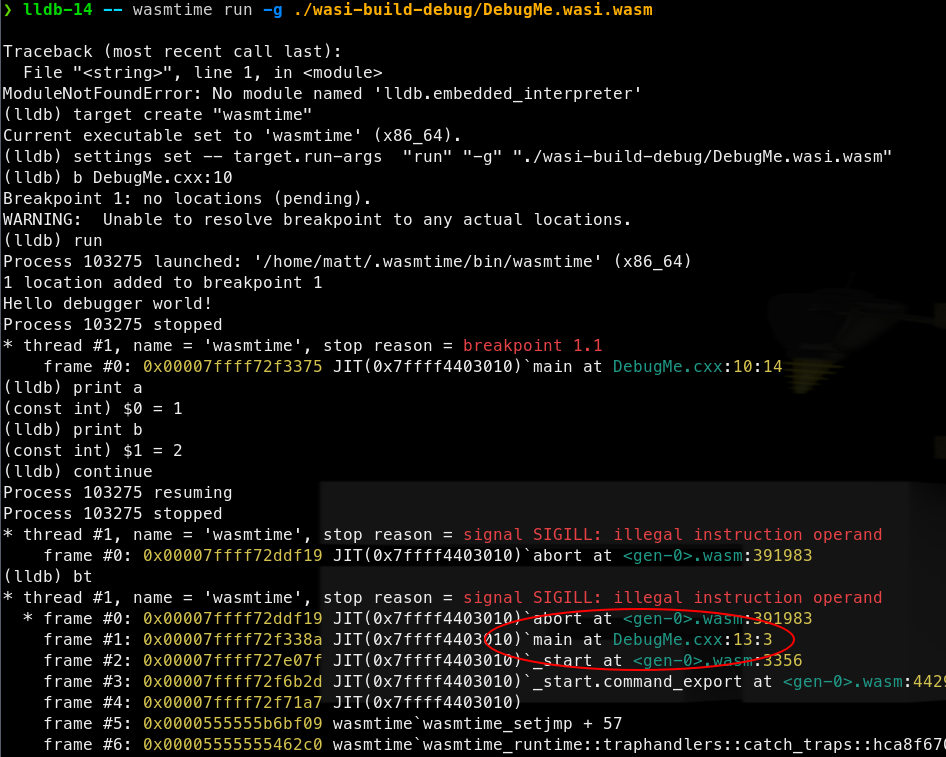 ❯ lldb-14 -- wasmtime run -g ./wasi-build-debug/DebugMe.wasi.wasm
Traceback (most recent call last):
  File "<string>", line 1, in <module>
ModuleNotFoundError: No module named 'lldb.embedded_interpreter'
(lldb) target create "wasmtime"
Current executable set to 'wasmtime' (x86_64).
(lldb) settings set -- target.run-args  "run" "-g" "./wasi-build-debug/DebugMe.wasi.wasm"
(lldb) b DebugMe.cxx:10
Breakpoint 1: no locations (pending).
WARNING:  Unable to resolve breakpoint to any actual locations.
(lldb) run
Process 103275 launched: '/home/matt/.wasmtime/bin/wasmtime' (x86_64)
1 location added to breakpoint 1
Hello debugger world!
Process 103275 stopped
* thread #1, name = 'wasmtime', stop reason = breakpoint 1.1
    frame #0: 0x00007ffff72f3375 JIT(0x7ffff4403010)`main at DebugMe.cxx:10:14
(lldb) print a
(const int) $0 = 1
(lldb) print b
(const int) $1 = 2
(lldb) continue
Process 103275 resuming
Process 103275 stopped
* thread #1, name = 'wasmtime', stop reason = signal SIGILL: illegal instruction operand
    frame #0: 0x00007ffff72ddf19 JIT(0x7ffff4403010)`abort at <gen-0>.wasm:391983
(lldb) bt
* thread #1, name = 'wasmtime', stop reason = signal SIGILL: illegal instruction operand
  * frame #0: 0x00007ffff72ddf19 JIT(0x7ffff4403010)`abort at <gen-0>.wasm:391983
    frame #1: 0x00007ffff72f338a JIT(0x7ffff4403010)`main at DebugMe.cxx:13:3
    frame #2: 0x00007ffff727e07f JIT(0x7ffff4403010)`_start at <gen-0>.wasm:3356
    frame #3: 0x00007ffff72f6b2d JIT(0x7ffff4403010)`_start.command_export at <gen-0>.wasm:4429
    frame #4: 0x00007ffff72f71a7 JIT(0x7ffff4403010)
    frame #5: 0x0000555555b6bf09 wasmtime`wasmtime_setjmp + 57
    frame #6: 0x00005555555462c0 wasmtime`wasmtime_runtime::traphandlers::catch_traps::hca8f670